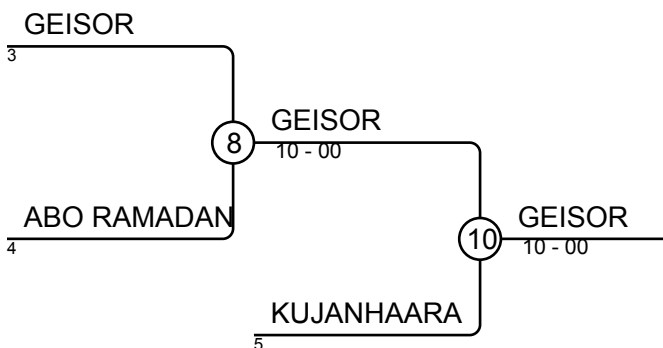 GEISOR
3
8
GEISOR
10 - 00
ABO RAMADAN
4
10
GEISOR
10 - 00
KUJANHAARA
5